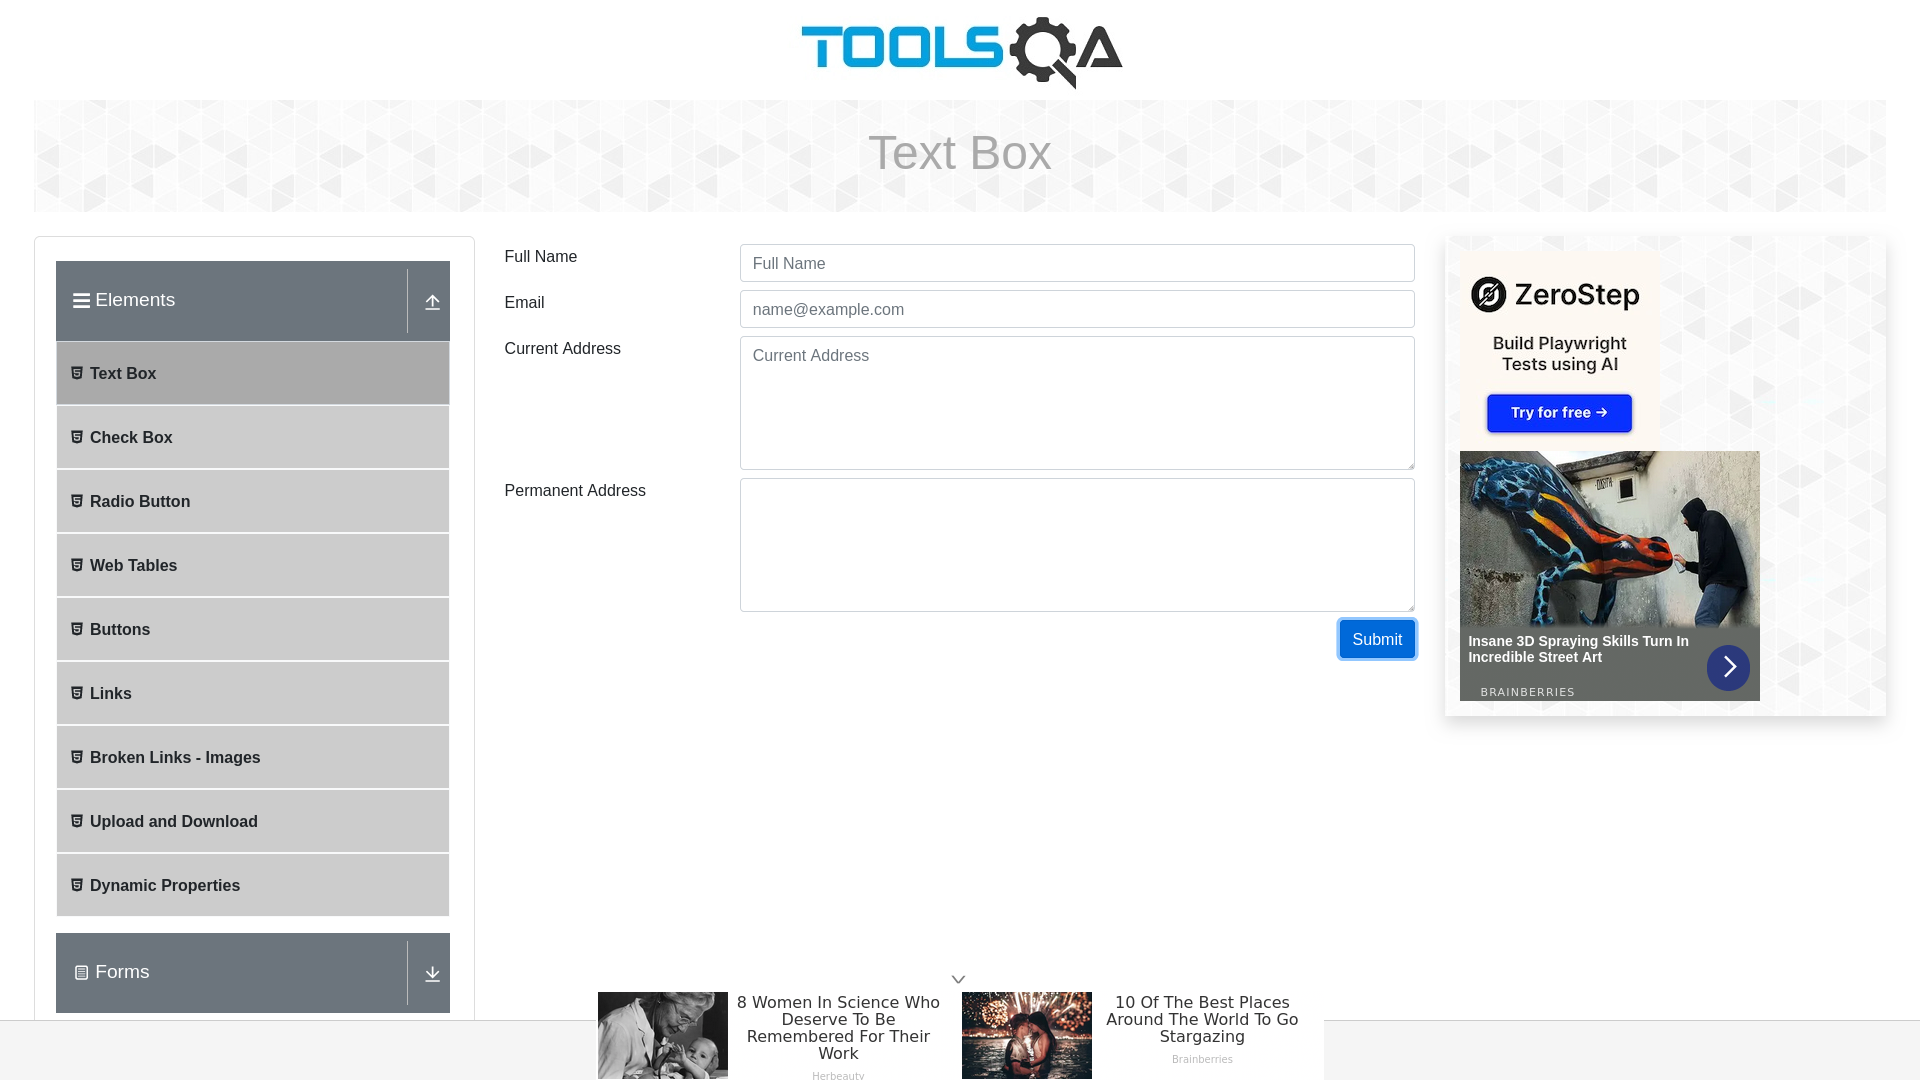 TOOLSQA
Text Box
Elements
Text Box
Check Box
Radio Button
Web Tables
Buttons
Links
Broken Links - Images
Upload and Download
Dynamic Properties
Forms
Full Name
Full Name
Email
name@example.com
Current Address
Current Address
Permanent Address
Submit
ZeroStep
Build Playwright
Tests using AI
Try for free →
Insane 3D Spraying Skills Turn In
Incredible Street Art
BRAINBERRIES
8 Women In Science Who
Deserve To Be
Remembered For Their
Work
Herbeauty
10 Of The Best Places
Around The World To Go
Stargazing
Brainberries